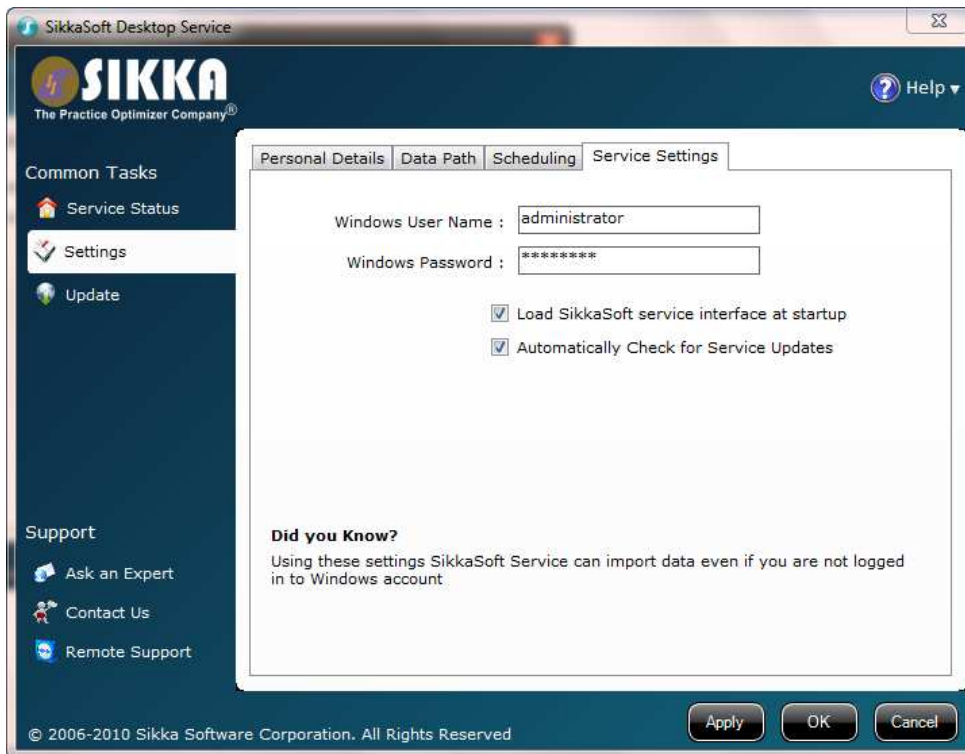 SikkaSoft Desktop Service
SIKKA
The Practice Optimizer Company®
Help
Common Tasks
Service Status
Settings
Update
Personal Details
Data Path
Scheduling
Service Settings
Windows User Name :
administrator
Windows Password :
********
Load SikkaSoft service interface at startup
Automatically Check for Service Updates
Did you Know?
Using these settings SikkaSoft Service can import data even if you are not logged
in to Windows account
Support
Ask an Expert
Contact Us
Remote Support
© 2006-2010 Sikka Software Corporation. All Rights Reserved
Apply
OK
Cancel